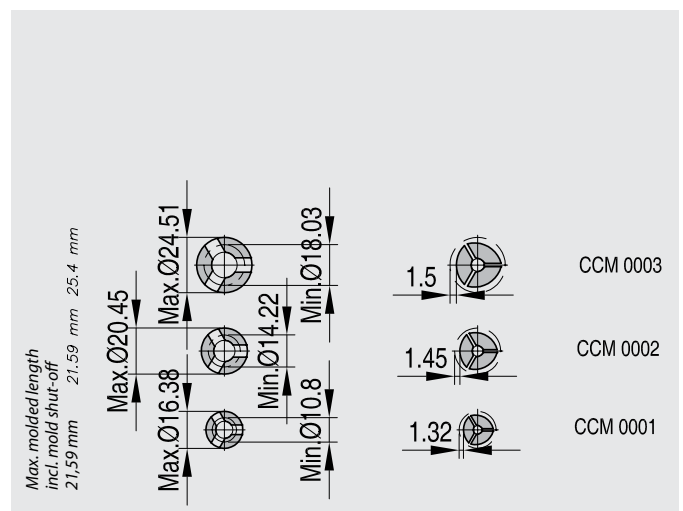 Max. molded length
incl. mold shut-off
21,59 mm 21.59 mm 25.4 mm
Max.Ø24.51
Min.Ø18.03
1.5
CCM 0003
Max.Ø20.45
Min.Ø14.22
1.45
CCM 0002
Max.Ø16.38
Min.Ø10.8
1.32
CCM 0001